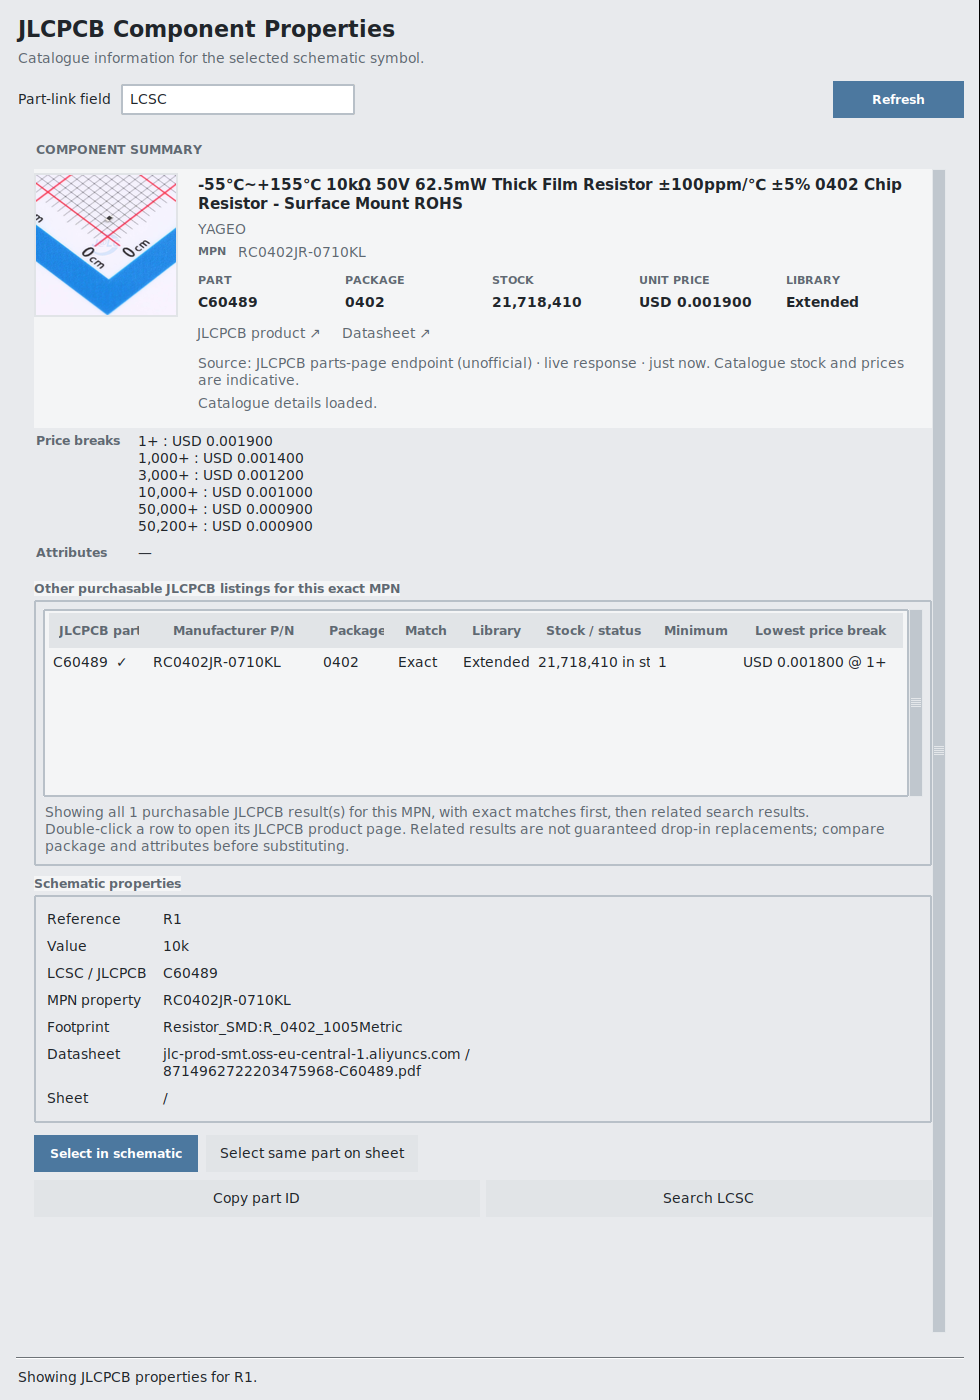 JLCPCB Component Properties
Catalogue information for the selected schematic symbol.
Part-link field LCSC Refresh
COMPONENT SUMMARY
-55℃~+155℃ 10kΩ 50V 62.5mW Thick Film Resistor ±100ppm/℃ ±5% 0402 Chip
Resistor - Surface Mount ROHS
YAGEO
MPN RC0402JR-0710KL
m
0cm 0cm
PART PACKAGE STOCK UNIT PRICE LIBRARY
C60489 0402 21,718,410 USD 0.001900 Extended
JLCPCB product ↗ Datasheet ↗
Source: JLCPCB parts-page endpoint (unofficial) · live response · just now. Catalogue stock and prices
are indicative.
Catalogue details loaded.
Price breaks 1+ : USD 0.001900
1,000+ : USD 0.001400
3,000+ : USD 0.001200
10,000+ : USD 0.001000
50,000+ : USD 0.000900
50,200+ : USD 0.000900
Attributes —
Other purchasable JLCPCB listings for this exact MPN
JLCPCB part Manufacturer P/N Package Match Library Stock / status Minimum Lowest price break
C60489 ✓ RC0402JR-0710KL 0402 Exact Extended 21,718,410 in st 1 USD 0.001800 @ 1+
Showing all 1 purchasable JLCPCB result(s) for this MPN, with exact matches first, then related search results.
Double-click a row to open its JLCPCB product page. Related results are not guaranteed drop-in replacements; compare
package and attributes before substituting.
Schematic properties
Reference R1
Value 10k
LCSC / JLCPCB C60489
MPN property RC0402JR-0710KL
Footprint Resistor_SMD:R_0402_1005Metric
Datasheet jlc-prod-smt.oss-eu-central-1.aliyuncs.com /
8714962722203475968-C60489.pdf
Sheet /
Select in schematic Select same part on sheet
Copy part ID Search LCSC
Showing JLCPCB properties for R1.